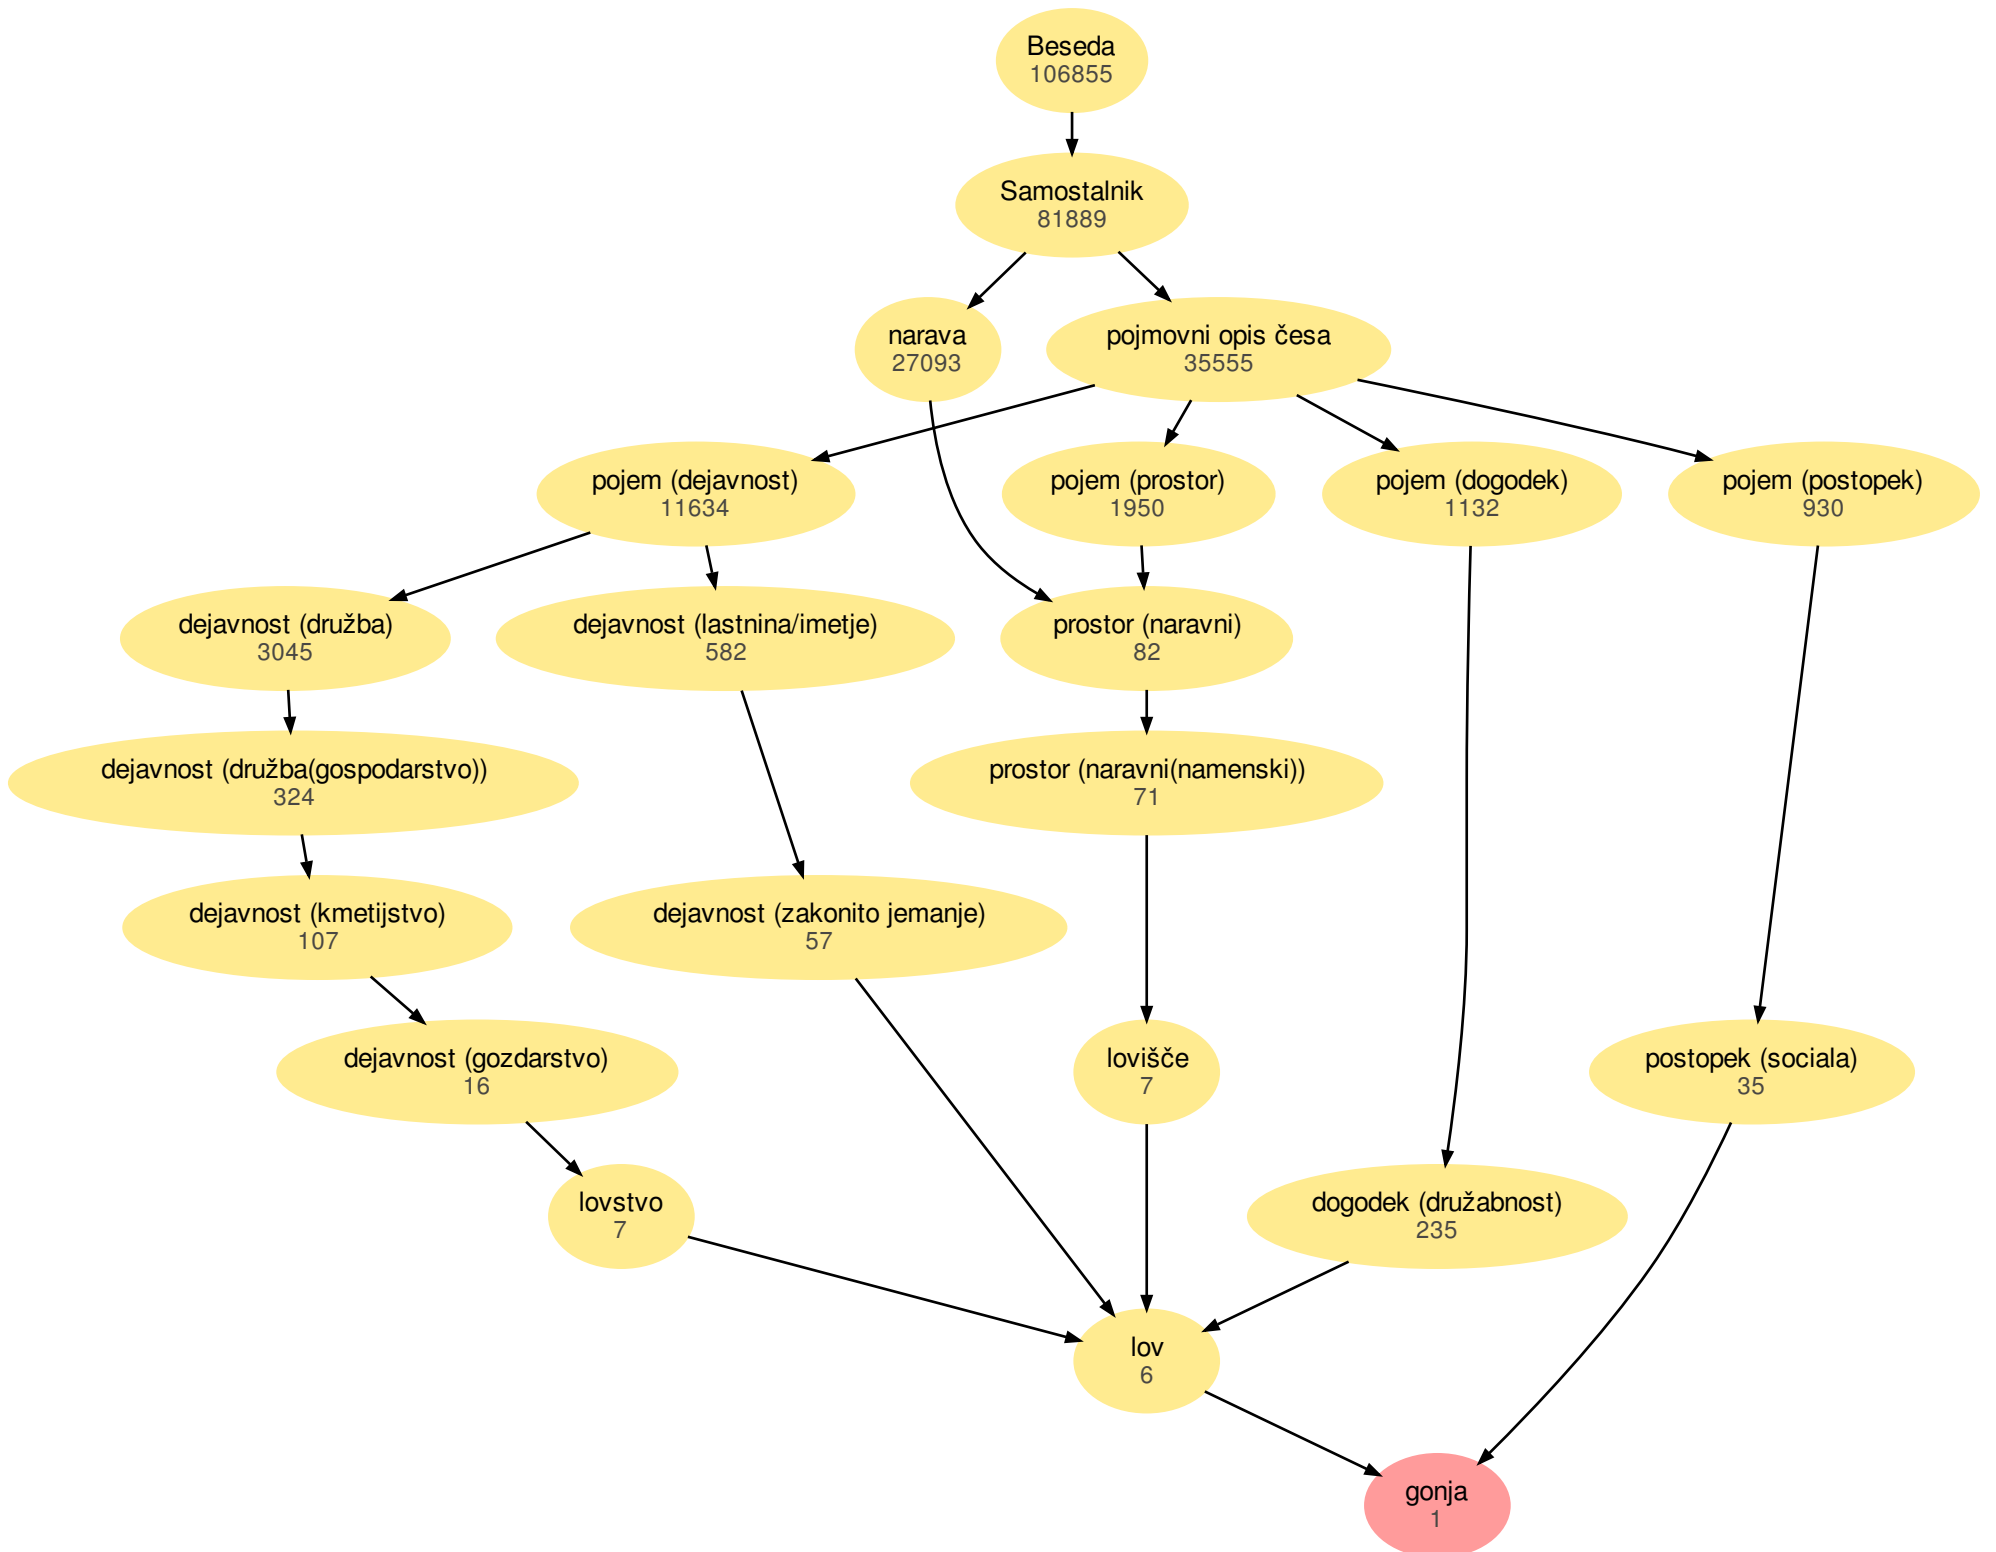 Beseda
106855
Samostalnik
81889
narava
27093
pojmovni opis česa
35555
pojem (dejavnost)
11634
pojem (prostor)
1950
pojem (dogodek)
1132
pojem (postopek)
930
dejavnost (družba)
3045
dejavnost (lastnina/imetje)
582
prostor (naravni)
82
dejavnost (družba(gospodarstvo))
324
prostor (naravni(namenski))
71
dejavnost (kmetijstvo)
107
dejavnost (zakonito jemanje)
57
dejavnost (gozdarstvo)
16
lovišče
7
postopek (sociala)
35
lovstvo
7
dogodek (družabnost)
235
lov
6
gonja
1